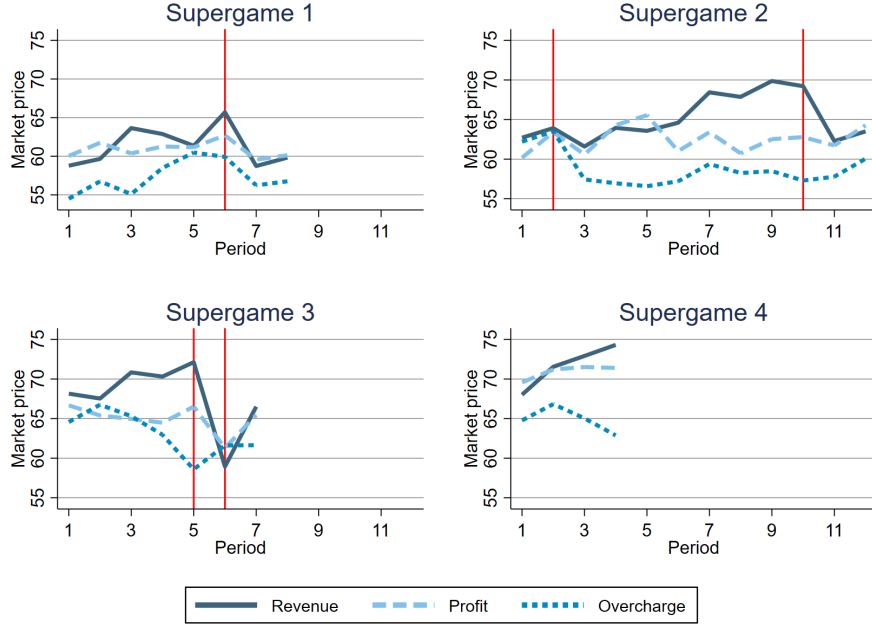 Supergame 1
Market price
75
70
65
60
55
1 3 5 7 9 11
Period
Supergame 2
Market price
75
70
65
60
55
1 3 5 7 9 11
Period
Supergame 3
Market price
75
70
65
60
55
1 3 5 7 9 11
Period
Supergame 4
Market price
75
70
65
60
55
1 3 5 7 9 11
Period
Revenue Profit Overcharge